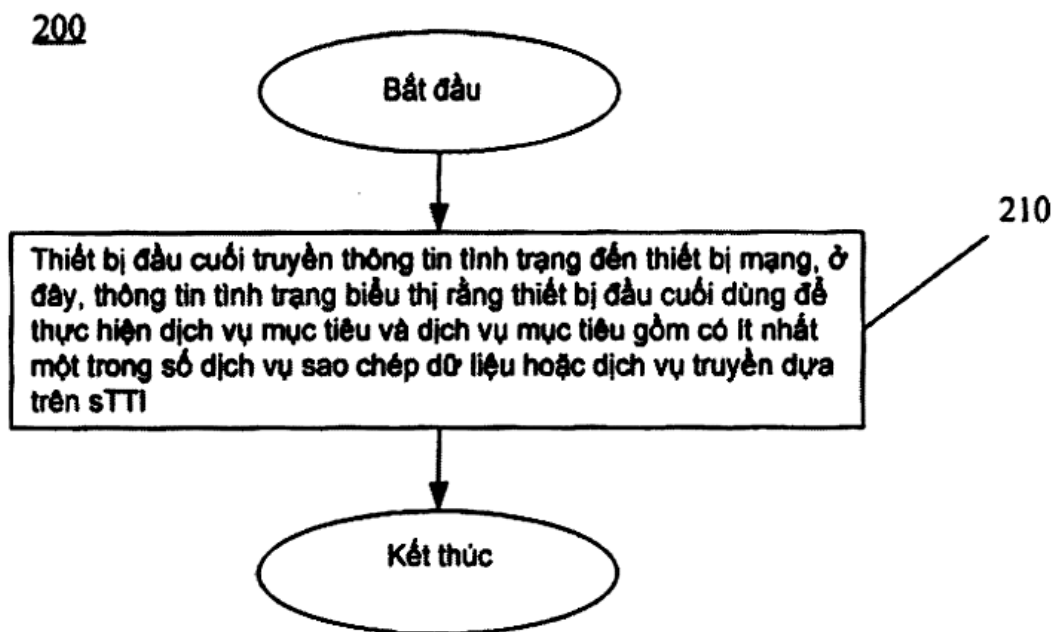 200
Bắt đầu
210
Thiết bị đầu cuối truyền thông tin tình trạng đến thiết bị mạng, ở
đây, thông tin tình trạng biểu thị rằng thiết bị đầu cuối dùng để
thực hiện dịch vụ mục tiêu và dịch vụ mục tiêu gồm có ít nhất
một trong số dịch vụ sao chép dữ liệu hoặc dịch vụ truyền dựa
trên sTTI
Kết thúc